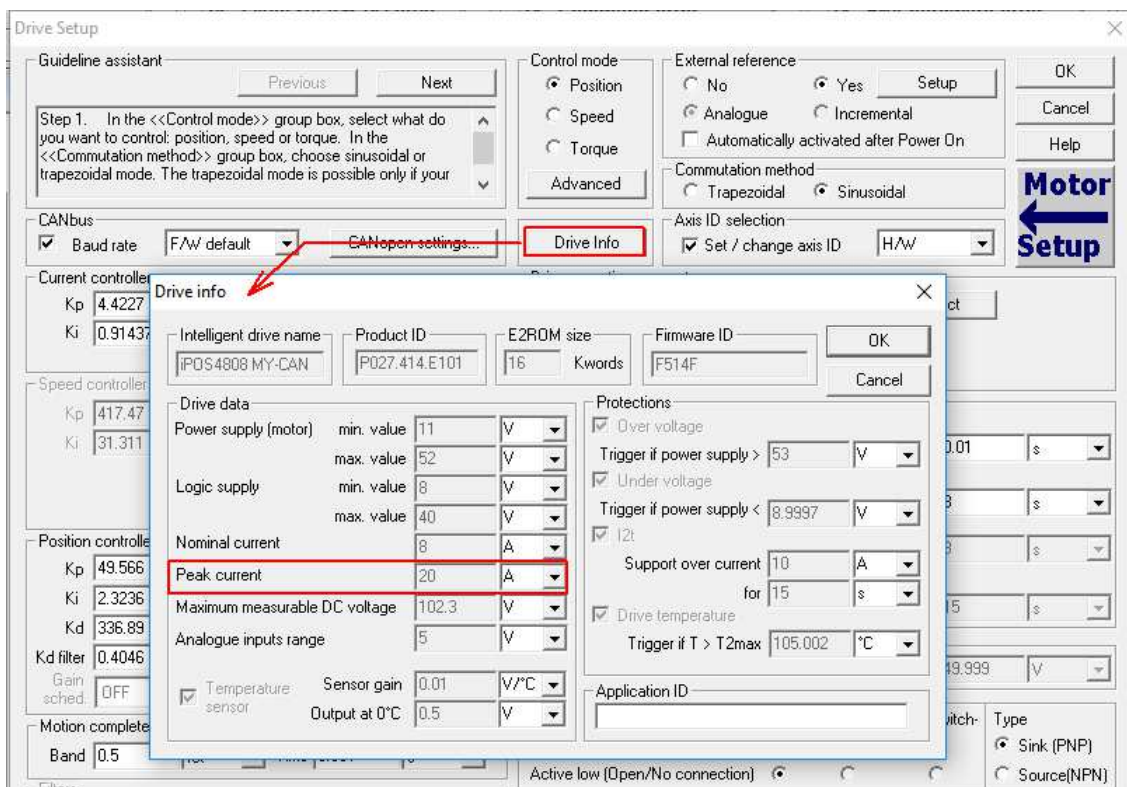 Drive Setup
Guideline assistant
Previous
Next
Step 1. In the <<Control mode>> group box, select what do
you want to control: position, speed or torque. In the
<<Commutation method>> group box, choose sinusoidal or
trapezoidal mode. The trapezoidal mode is possible only if your
Control mode
Position
Speed
Torque
Advanced
External reference
No
Yes
Setup
Analogue
Incremental
Automatically activated after Power On
Commutation method
Trapezoidal
Sinusoidal
OK
Cancel
Help
Motor
Setup
CANbus
Baud rate
F/W default
CANopen settings...
Drive Info
Axis ID selection
Set / change axis ID
H/W
Current controller
Kp 4.4227
Ki 0.91437
Speed controller
Kp 417.47
Ki 31.311
Position controlle
Kp 49.566
Ki 2.3236
Kd 336.89
Kd filter 0.4046
Gain
sched. OFF
Motion complete
Band 0.5
Drive info
Intelligent drive name
iPOS4808 MY-CAN
Product ID
P027.414.E101
E2ROM size
16 Kwords
Firmware ID
F514F
OK
Cancel
Drive data
Power supply (motor) min. value 11 V
max. value 52 V
Logic supply min. value 8 V
max. value 40 V
Nominal current 8 A
Peak current 20 A
Maximum measurable DC voltage 102.3 V
Analogue inputs range 5 V
Temperature
sensor
Sensor gain 0.01 V/°C
Output at 0°C 0.5 V
Protections
Over voltage
Trigger if power supply > 53 V
Under voltage
Trigger if power supply < 8.9997 V
I2t
Support over current 10 A
for 15 s
Drive temperature
Trigger if T > T2max 105.002 °C
Application ID
ct
0.01 s
s
s
15 s
49.999 V
itch-
Type
Sink (PNP)
Source(NPN)
Active low (Open/No connection)